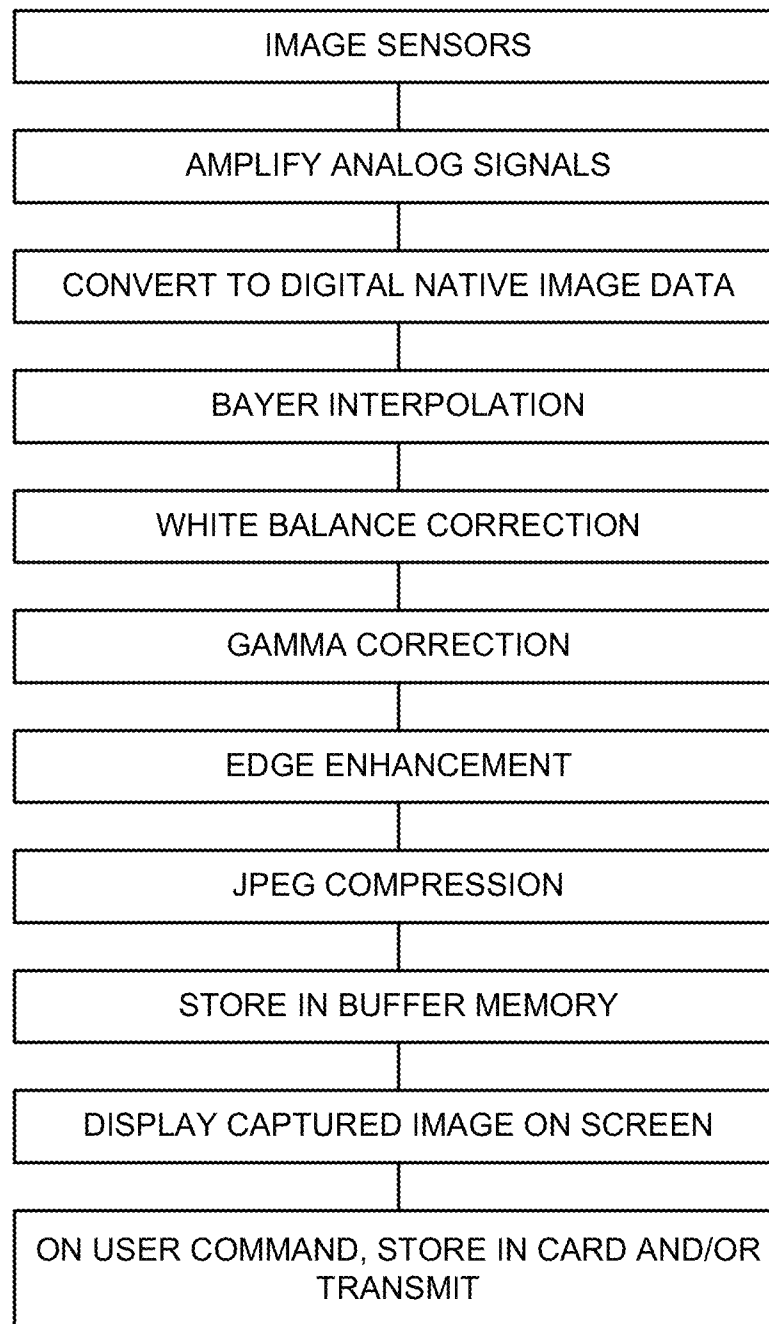 IMAGE SENSORS
AMPLIFY ANALOG SIGNALS
CONVERT TO DIGITAL NATIVE IMAGE DATA
BAYER INTERPOLATION
WHITE BALANCE CORRECTION
GAMMA CORRECTION
EDGE ENHANCEMENT
JPEG COMPRESSION
STORE IN BUFFER MEMORY
DISPLAY CAPTURED IMAGE ON SCREEN
ON USER COMMAND, STORE IN CARD AND/OR
TRANSMIT